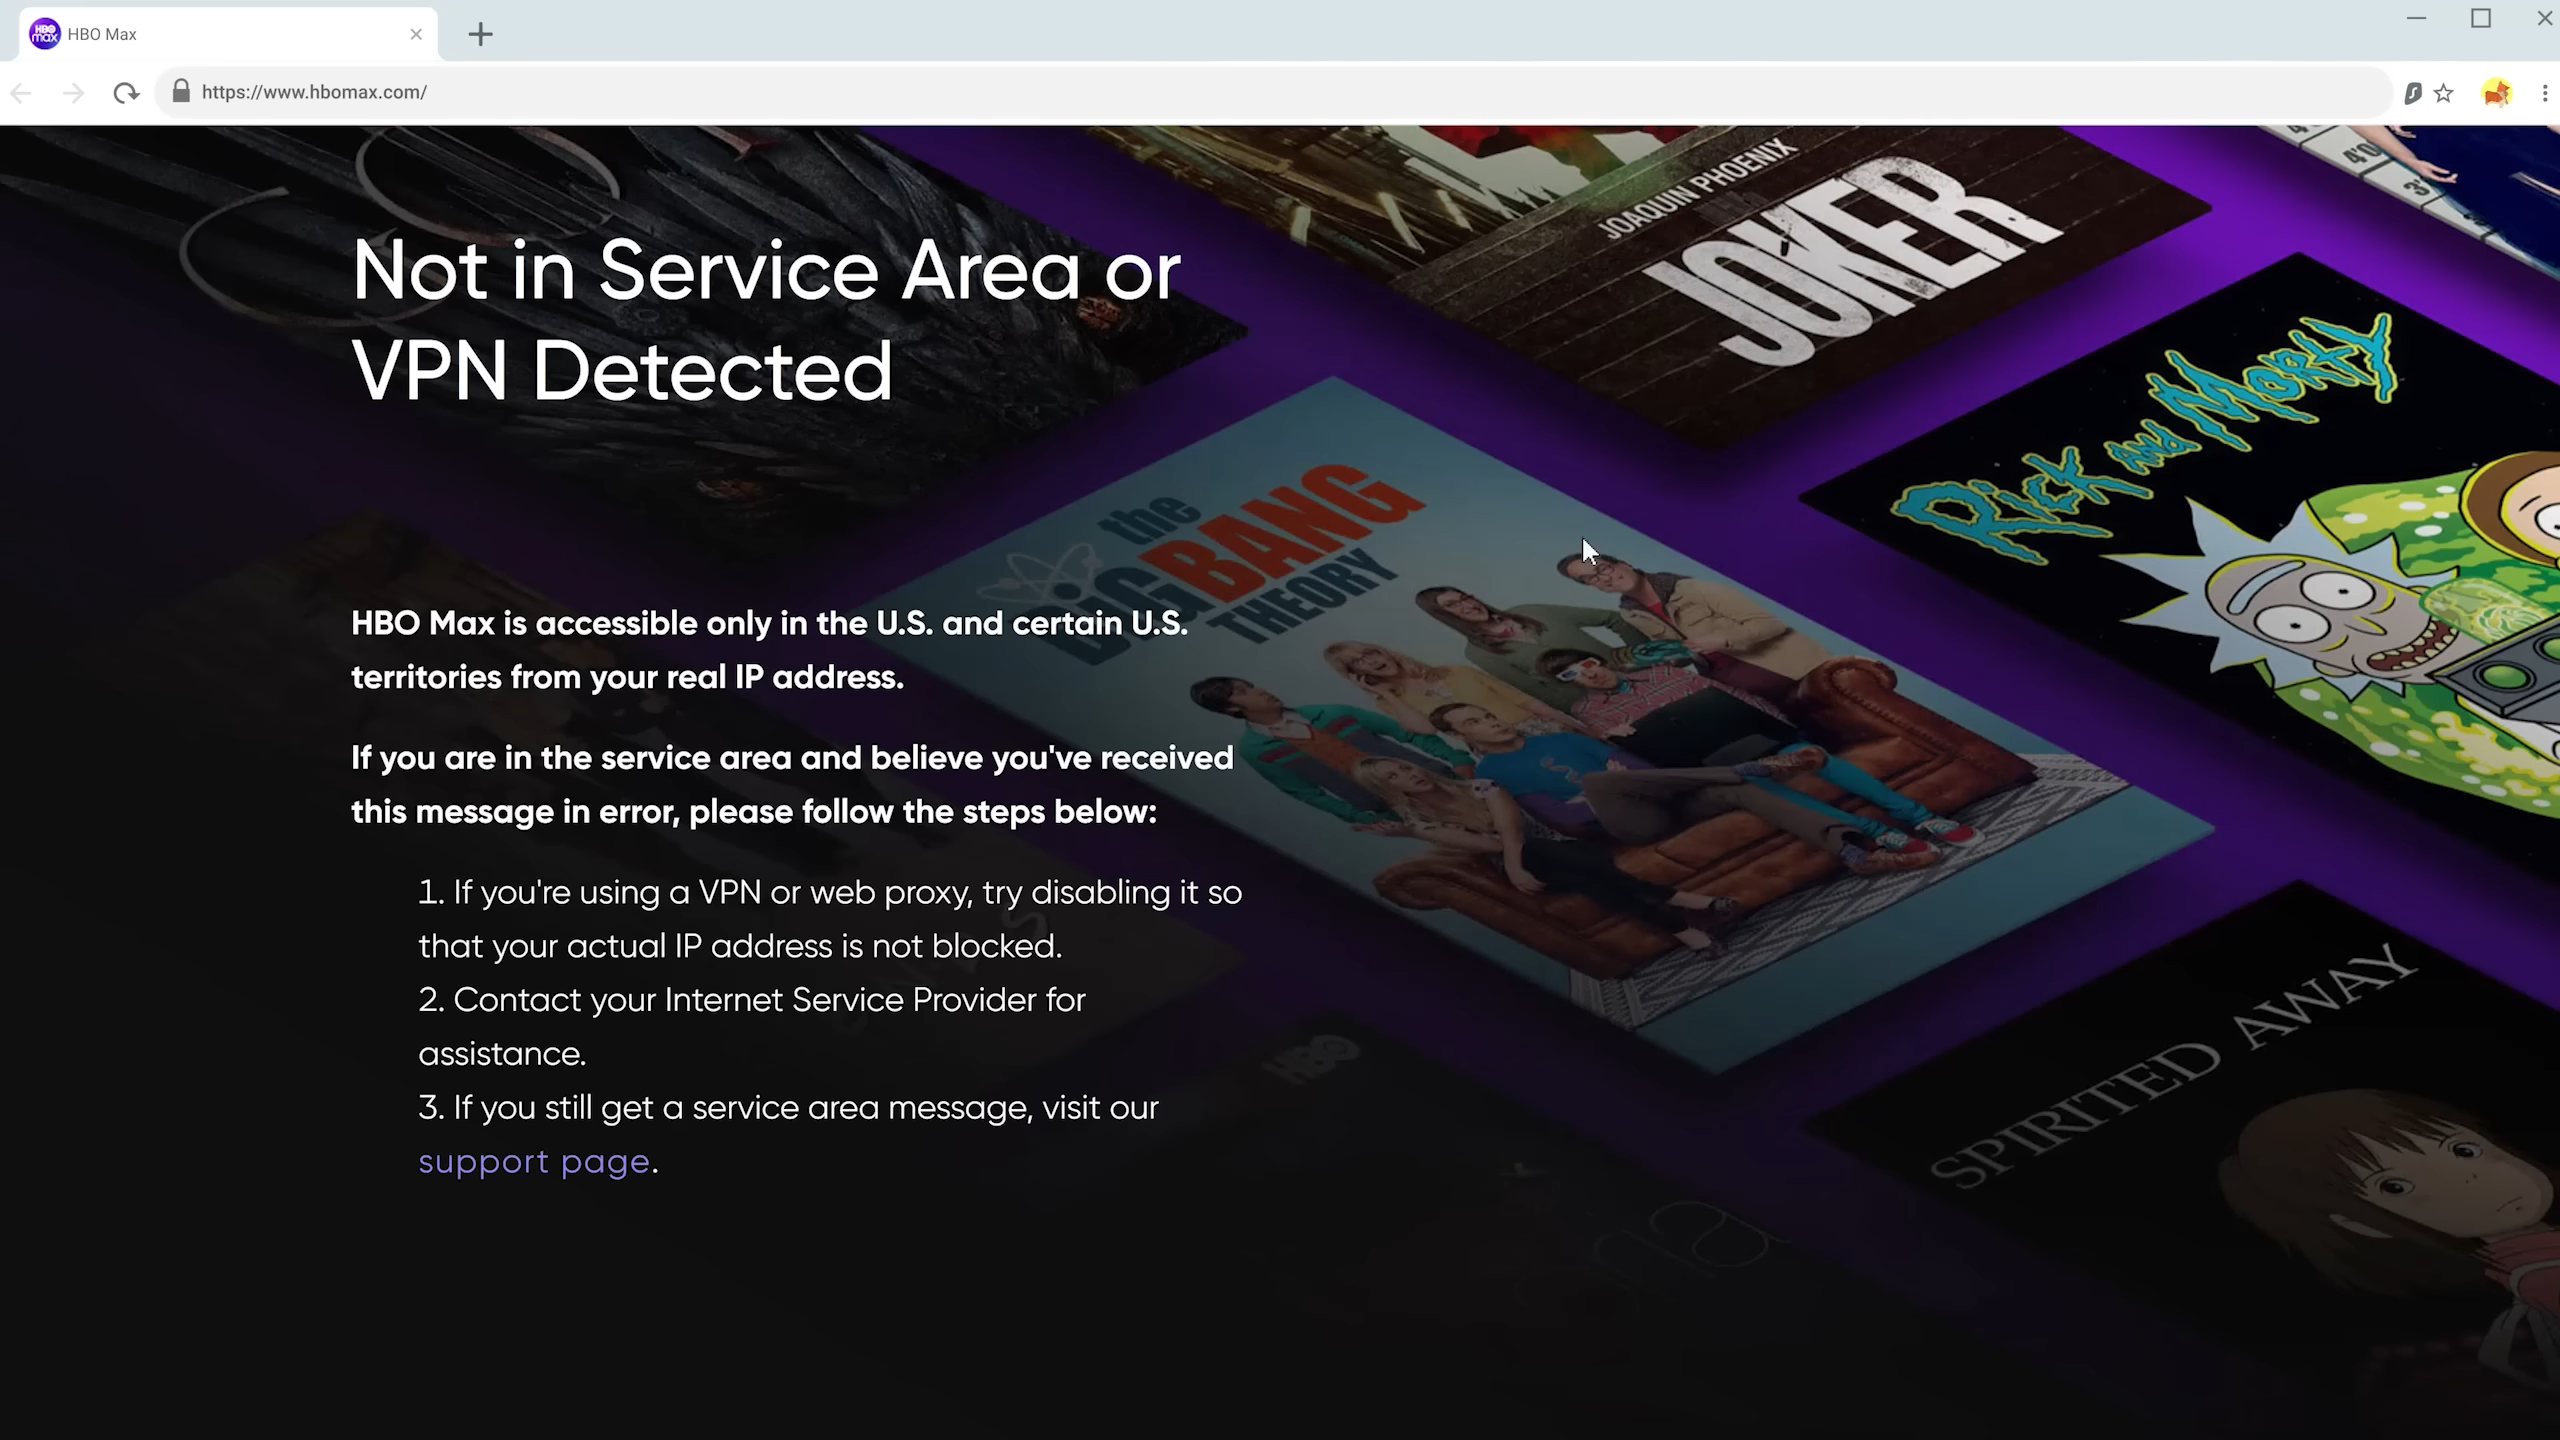 HBO Max
https://www.hbomax.com/
Not in Service Area or
VPN Detected
HBO Max is accessible only in the U.S. and certain U.S.
territories from your real IP address.
If you are in the service area and believe you've received
this message in error, please follow the steps below:
1. If you're using a VPN or web proxy, try disabling it so
that your actual IP address is not blocked.
2. Contact your Internet Service Provider for
assistance.
3. If you still get a service area message, visit our
support page.
JOAQUIN PHOENIX
JOKER
the
BIG BANG
THEORY
Rick and Morty
SPIRITED AWAY
HBO
4'0
3'